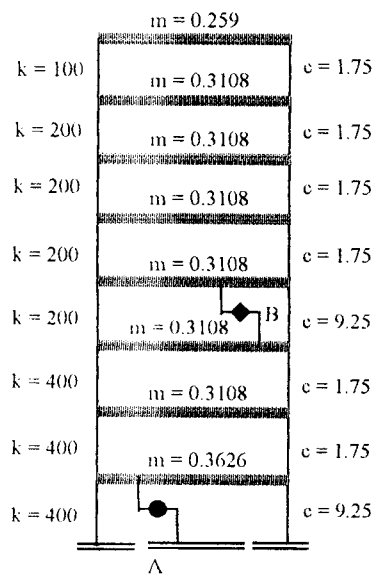 m = 0.259
k = 100 c = 1.75
m = 0.3108
k = 200 c = 1.75
m = 0.3108
k = 200 c = 1.75
m = 0.3108
k = 200 c = 1.75
m = 0.3108
B
k = 200 c = 9.25
m = 0.3108
k = 400 c = 1.75
m = 0.3108
k = 400 c = 1.75
m = 0.3626
k = 400 c = 9.25
A